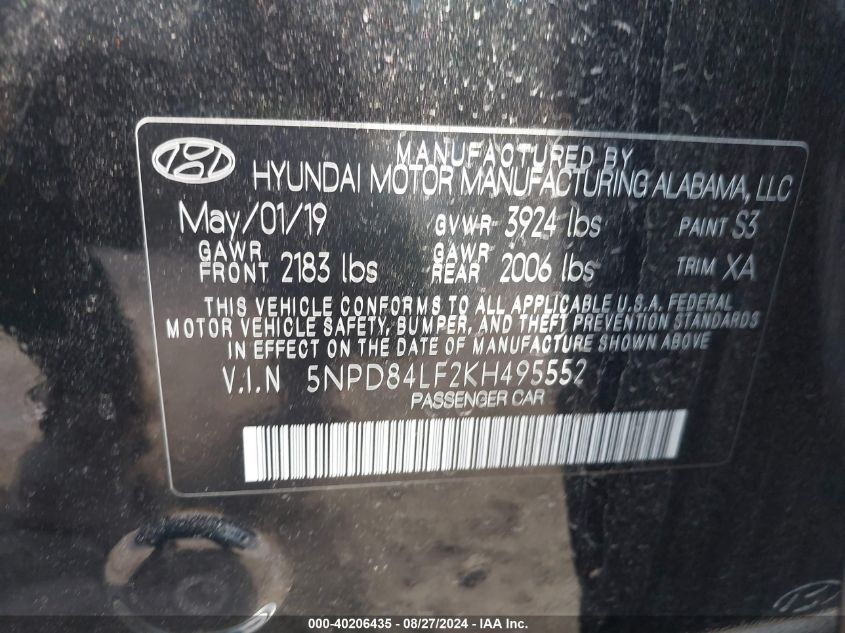 MANUFACTURED BY
HYUNDAI MOTOR MANUFACTURING ALABAMA, LLC
May/01/19 GVWR 3924 lbs PAINT S3
GAWR FRONT 2183 lbs GAWR REAR 2006 lbs TRIM XA
THIS VEHICLE CONFORMS TO ALL APPLICABLE U.S.A. FEDERAL
MOTOR VEHICLE SAFETY, BUMPER, AND THEFT PREVENTION STANDARDS
IN EFFECT ON THE DATE OF MANUFACTURE SHOWN ABOVE.
V.I.N 5NPD84LF2KH495552
PASSENGER CAR
000-40206435 - 08/27/2024 - IAA Inc.